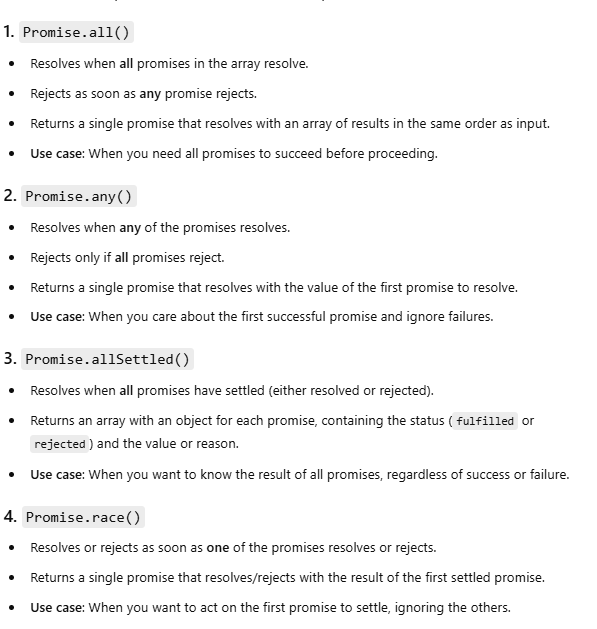 1. Promise.all()
• Resolves when all promises in the array resolve.
• Rejects as soon as any promise rejects.
• Returns a single promise that resolves with an array of results in the same order as input.
• Use case: When you need all promises to succeed before proceeding.
2. Promise.any()
• Resolves when any of the promises resolves.
• Rejects only if all promises reject.
• Returns a single promise that resolves with the value of the first promise to resolve.
• Use case: When you care about the first successful promise and ignore failures.
3. Promise.allSettled()
• Resolves when all promises have settled (either resolved or rejected).
• Returns an array with an object for each promise, containing the status ( fulfilled or
rejected ) and the value or reason.
• Use case: When you want to know the result of all promises, regardless of success or failure.
4. Promise.race()
• Resolves or rejects as soon as one of the promises resolves or rejects.
• Returns a single promise that resolves/rejects with the result of the first settled promise.
• Use case: When you want to act on the first promise to settle, ignoring the others.